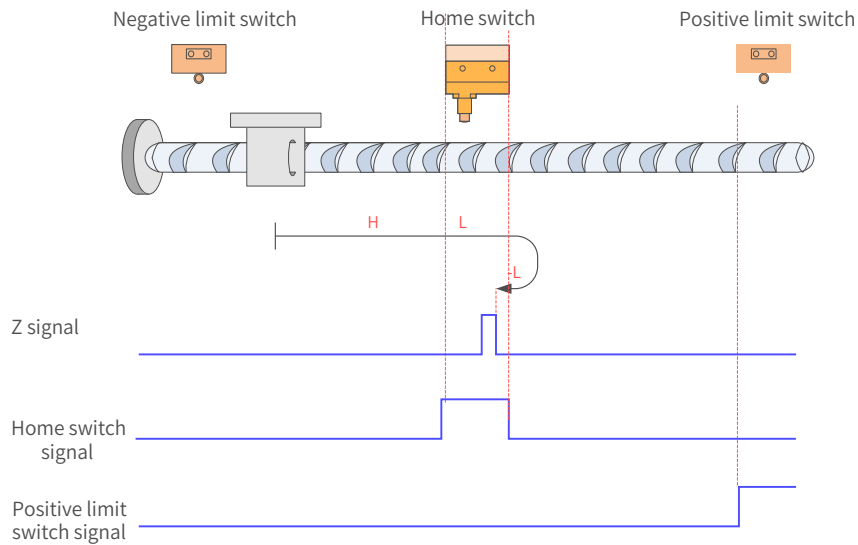 Negative limit switch
Home switch
Positive limit switch
H
L
-L
Z signal
Home switch
signal
Positive limit
switch signal